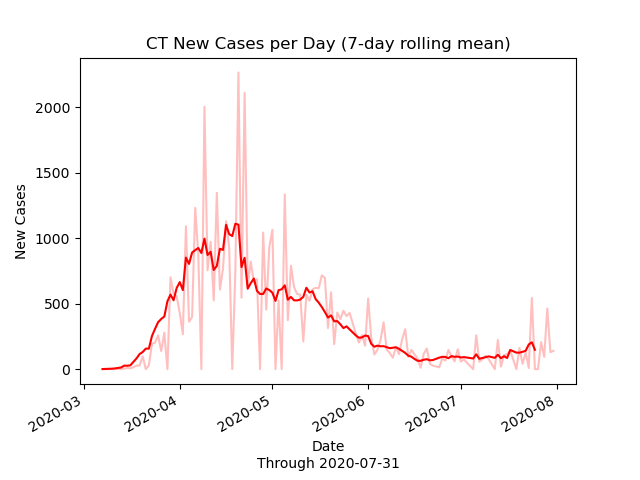 CT New Cases per Day (7-day rolling mean)
New Cases
2000
1500
1000
500
0
2020-03
2020-04
2020-05
2020-06
2020-07
2020-08
Date
Through 2020-07-31